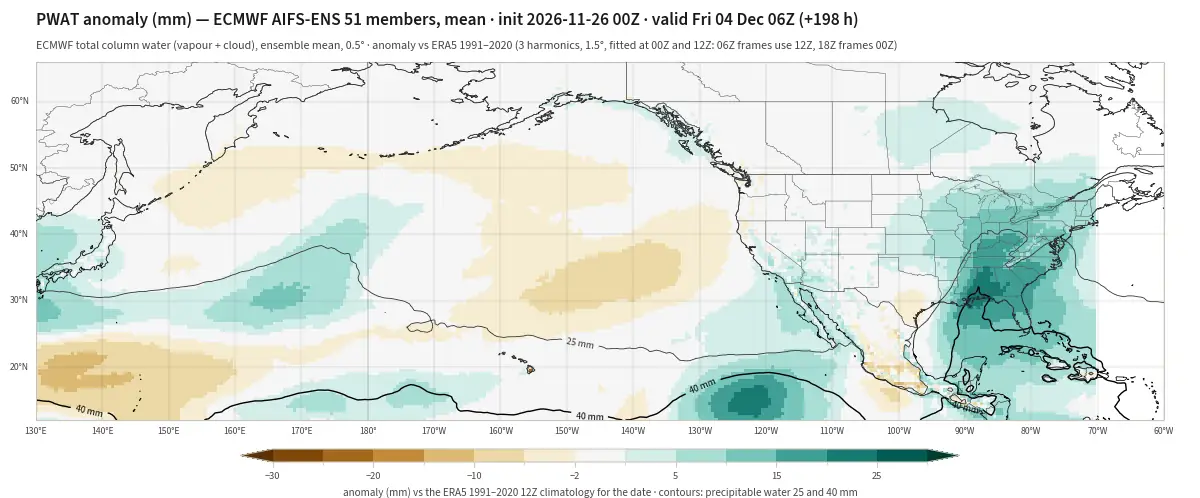 PWAT anomaly (mm) — ECMWF AIFS-ENS 51 members, mean · init 2026-11-26 00Z · valid Fri 04 Dec 06Z (+198 h)
ECMWF total column water (vapour + cloud), ensemble mean, 0.5° · anomaly vs ERA5 1991–2020 (3 harmonics, 1.5°, fitted at 00Z and 12Z: 06Z frames use 12Z, 18Z frames 00Z)
60°N
50°N
40°N
30°N
25 mm
20°N
40 mm
40 mm
40 mm
40 mm
130°E 140°E 150°E 160°E 170°E 180° 170°W 160°W 150°W 140°W 130°W 120°W 110°W 100°W 90°W 80°W 70°W 60°W
−30 −20 −10 −2 5 15 25
anomaly (mm) vs the ERA5 1991–2020 12Z climatology for the date · contours: precipitable water 25 and 40 mm